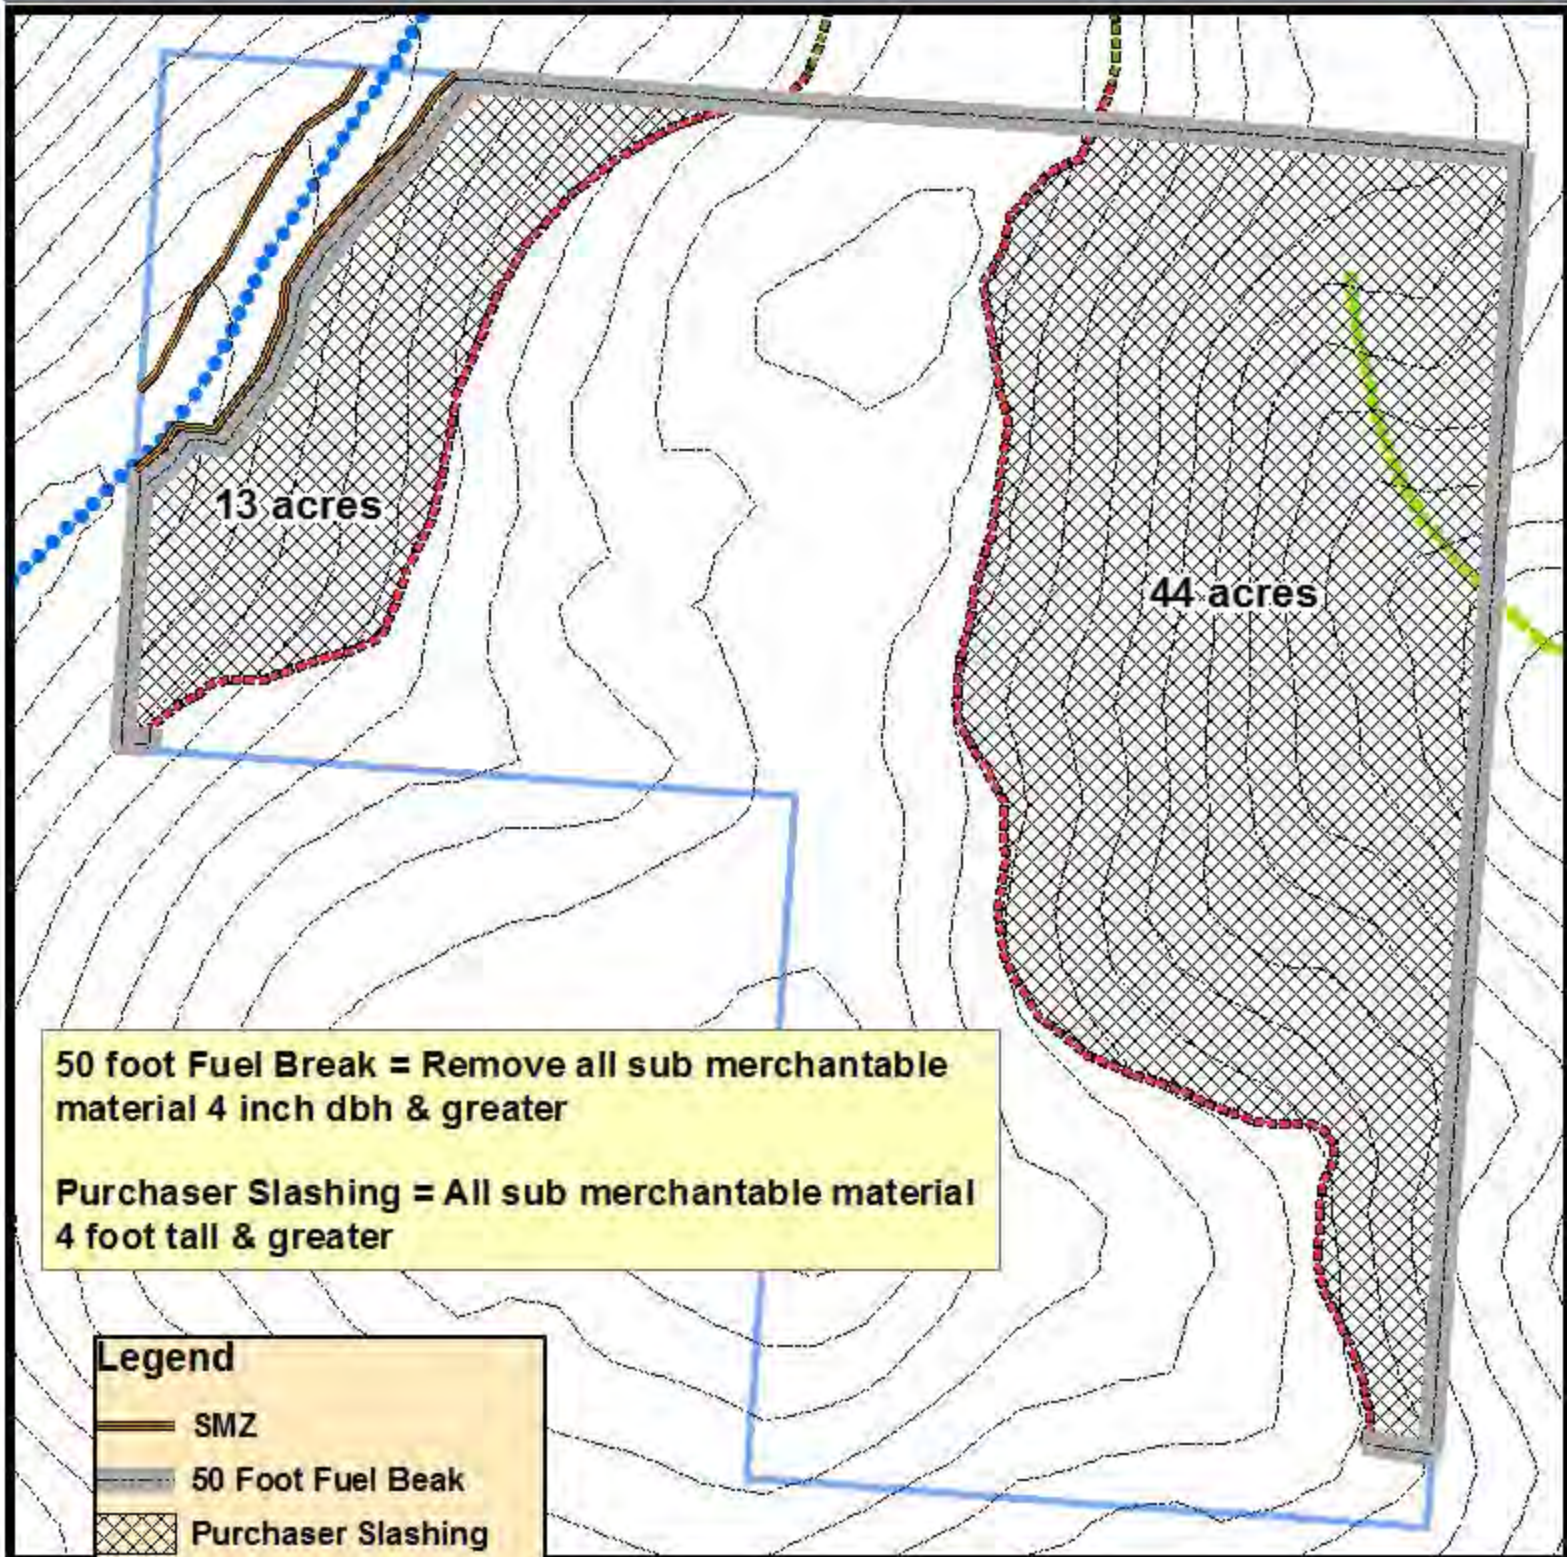 13 acres
44 acres
50 foot Fuel Break = Remove all sub merchantable
material 4 inch dbh & greater
Purchaser Slashing = All sub merchantable material
4 foot tall & greater
Legend
SMZ
50 Foot Fuel Beak
Purchaser Slashing